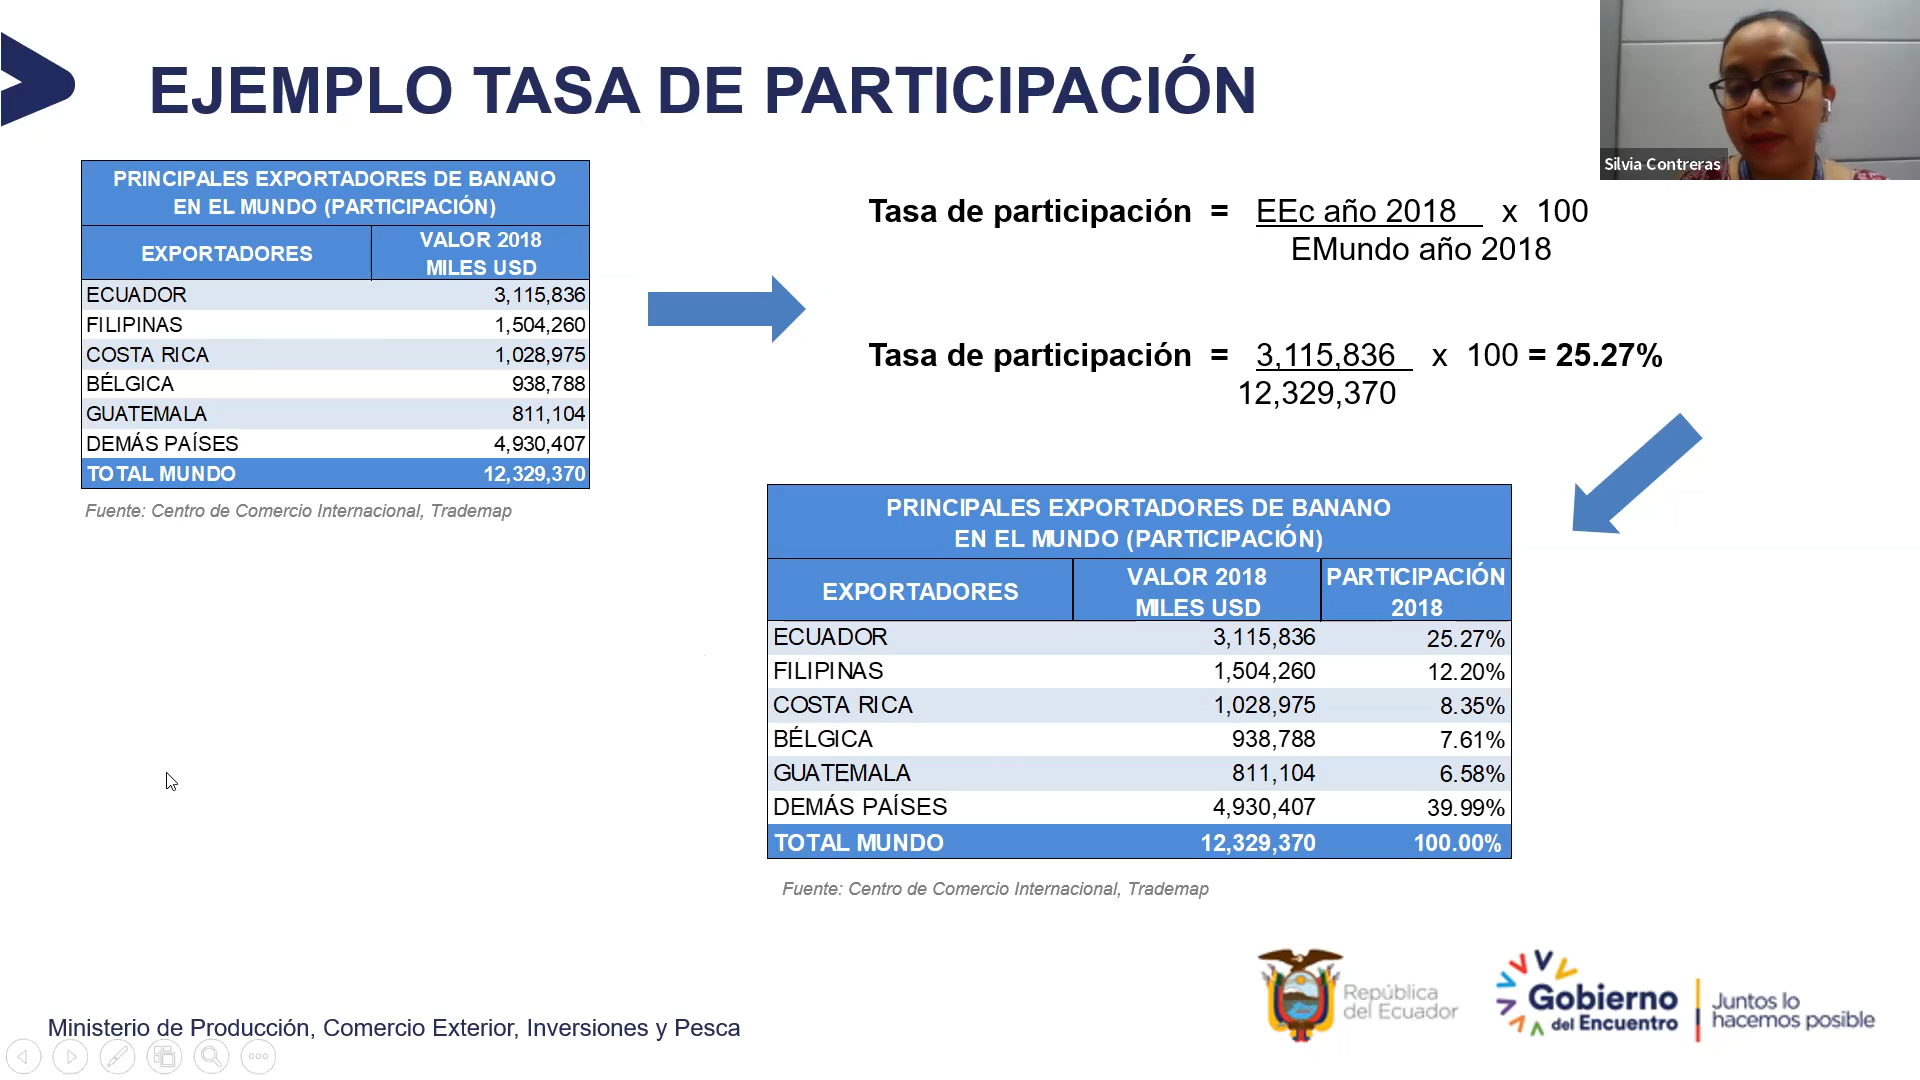 EJEMPLO TASA DE PARTICIPACIÓN
Silvia Contreras
PRINCIPALES EXPORTADORES DE BANANO
EN EL MUNDO (PARTICIPACIÓN)
EXPORTADORES VALOR 2018 MILES USD
ECUADOR 3,115,836
FILIPINAS 1,504,260
COSTA RICA 1,028,975
BÉLGICA 938,788
GUATEMALA 811,104
DEMÁS PAÍSES 4,930,407
TOTAL MUNDO 12,329,370
Fuente: Centro de Comercio Internacional, Trademap
Tasa de participación = EEc año 2018 x 100
EMundo año 2018
Tasa de participación = 3,115,836 x 100 = 25.27%
12,329,370
PRINCIPALES EXPORTADORES DE BANANO
EN EL MUNDO (PARTICIPACIÓN)
EXPORTADORES VALOR 2018 MILES USD PARTICIPACIÓN 2018
ECUADOR 3,115,836 25.27%
FILIPINAS 1,504,260 12.20%
COSTA RICA 1,028,975 8.35%
BÉLGICA 938,788 7.61%
GUATEMALA 811,104 6.58%
DEMÁS PAÍSES 4,930,407 39.99%
TOTAL MUNDO 12,329,370 100.00%
Fuente: Centro de Comercio Internacional, Trademap
República
del Ecuador
Gobierno
del Encuentro
Juntos lo
hacemos posible
Ministerio de Producción, Comercio Exterior, Inversiones y Pesca